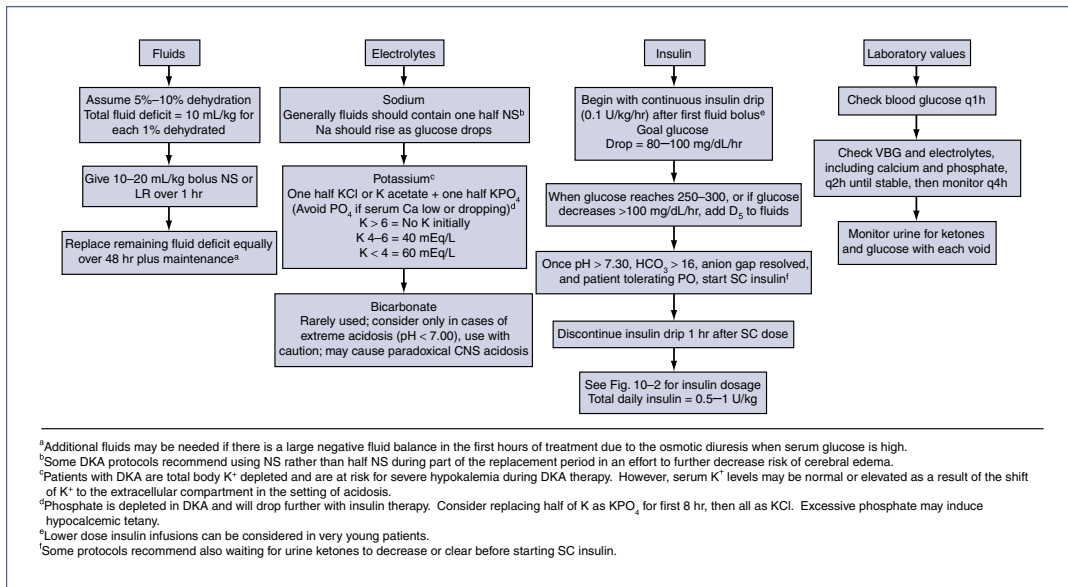 Fluids
Assume 5%–10% dehydration
Total fluid deficit = 10 mL/kg for
each 1% dehydrated
Give 10–20 mL/kg bolus NS or
LR over 1 hr
Replace remaining fluid deficit equally
over 48 hr plus maintenanceᵃ
Electrolytes
Sodium
Generally fluids should contain one half NSᵇ
Na should rise as glucose drops
Potassiumᶜ
One half KCl or K acetate + one half KPO₄
(Avoid PO₄ if serum Ca low or dropping)ᵈ
K > 6 = No K initially
K 4–6 = 40 mEq/L
K < 4 = 60 mEq/L
Bicarbonate
Rarely used; consider only in cases of
extreme acidosis (pH < 7.00), use with
caution; may cause paradoxical CNS acidosis
Insulin
Begin with continuous insulin drip
(0.1 U/kg/hr) after first fluid bolusᵉ
Goal glucose
Drop = 80–100 mg/dL/hr
When glucose reaches 250–300, or if glucose
decreases >100 mg/dL/hr, add D₅ to fluids
Once pH > 7.30, HCO₃ > 16, anion gap resolved,
and patient tolerating PO, start SC insulinᶠ
Discontinue insulin drip 1 hr after SC dose
See Fig. 10–2 for insulin dosage
Total daily insulin = 0.5–1 U/kg
Laboratory values
Check blood glucose q1h
Check VBG and electrolytes,
including calcium and phosphate,
q2h until stable, then monitor q4h
Monitor urine for ketones
and glucose with each void
ᵃAdditional fluids may be needed if there is a large negative fluid balance in the first hours of treatment due to the osmotic diuresis when serum glucose is high.
ᵇSome DKA protocols recommend using NS rather than half NS during part of the replacement period in an effort to further decrease risk of cerebral edema.
ᶜPatients with DKA are total body K⁺ depleted and are at risk for severe hypokalemia during DKA therapy. However, serum K⁺ levels may be normal or elevated as a result of the shift
of K⁺ to the extracellular compartment in the setting of acidosis.
ᵈPhosphate is depleted in DKA and will drop further with insulin therapy. Consider replacing half of K as KPO₄ for first 8 hr, then all as KCl. Excessive phosphate may induce
hypocalcemic tetany.
ᵉLower dose insulin infusions can be considered in very young patients.
ᶠSome protocols recommend also waiting for urine ketones to decrease or clear before starting SC insulin.